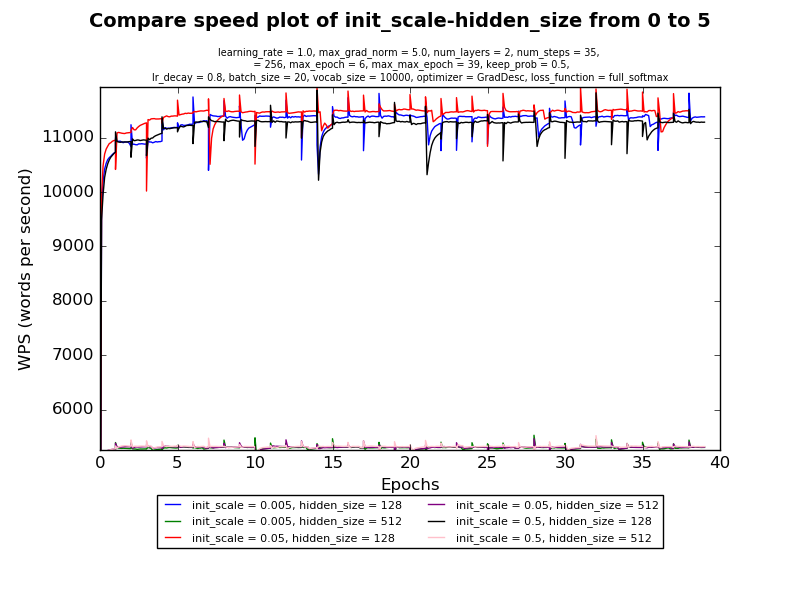 Compare speed plot of init_scale-hidden_size from 0 to 5
learning_rate = 1.0, max_grad_norm = 5.0, num_layers = 2, num_steps = 35,
= 256, max_epoch = 6, max_max_epoch = 39, keep_prob = 0.5,
lr_decay = 0.8, batch_size = 20, vocab_size = 10000, optimizer = GradDesc, loss_function = full_softmax
WPS (words per second)
11000
10000
9000
8000
7000
6000
0 5 10 15 20 25 30 35 40
Epochs
init_scale = 0.005, hidden_size = 128
init_scale = 0.005, hidden_size = 512
init_scale = 0.05, hidden_size = 128
init_scale = 0.05, hidden_size = 512
init_scale = 0.5, hidden_size = 128
init_scale = 0.5, hidden_size = 512